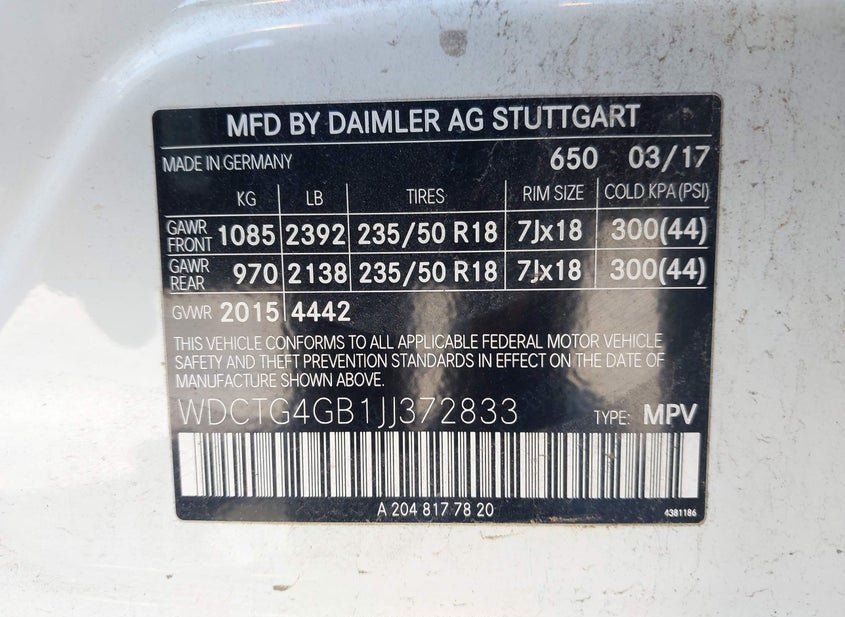 MFD BY DAIMLER AG STUTTGART
MADE IN GERMANY 650 03/17
KG LB TIRES RIM SIZE COLD KPA (PSI)
GAWR FRONT 1085 2392 235/50 R18 7Jx18 300(44)
GAWR REAR 970 2138 235/50 R18 7Jx18 300(44)
GVWR 2015 4442
THIS VEHICLE CONFORMS TO ALL APPLICABLE FEDERAL MOTOR VEHICLE
SAFETY AND THEFT PREVENTION STANDARDS IN EFFECT ON THE DATE OF
MANUFACTURE SHOWN ABOVE.
WDCTG4GB1JJ372833 TYPE: MPV
A 204 817 78 20 4381186